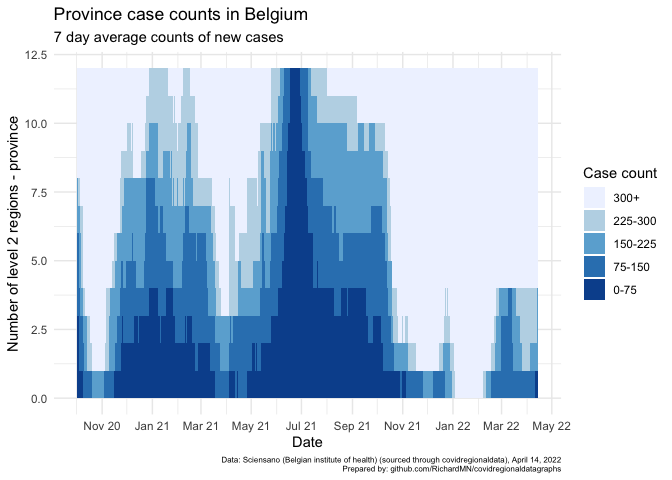 Province case counts in Belgium
7 day average counts of new cases
Number of level 2 regions - province
12.5
10.0
7.5
5.0
2.5
0.0
Nov 20 Jan 21 Mar 21 May 21 Jul 21 Sep 21 Nov 21 Jan 22 Mar 22 May 22
Date
Case count
300+
225-300
150-225
75-150
0-75
Data: Sciensano (Belgian institute of health) (sourced through covidregionaldata), April 14, 2022
Prepared by: github.com/RichardMN/covidregionaldatagraphs